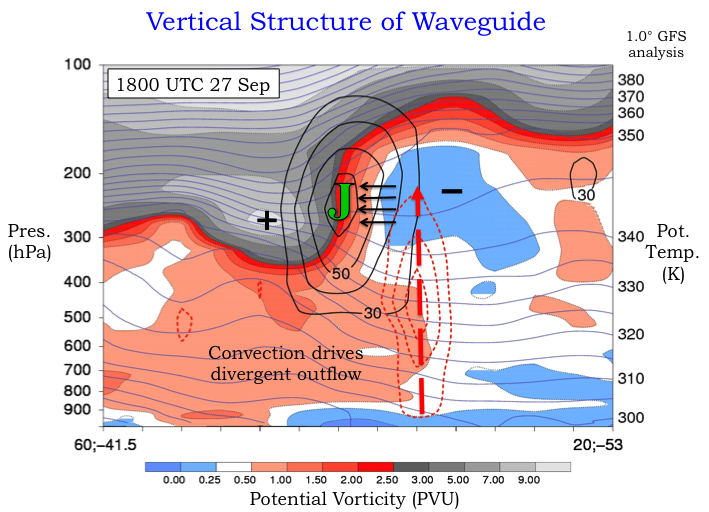 Vertical Structure of Waveguide
1.0° GFS
analysis
1800 UTC 27 Sep
100
200
300
400
500
600
700
800
900
Pres.
(hPa)
380
370
360
350
340
330
320
310
300
Pot.
Temp.
(K)
+
J
−
30
50
30
Convection drives
divergent outflow
60;−41.5
20;−53
0.00 0.25 0.50 1.00 1.50 2.00 2.50 3.00 5.00 7.00 9.00
Potential Vorticity (PVU)